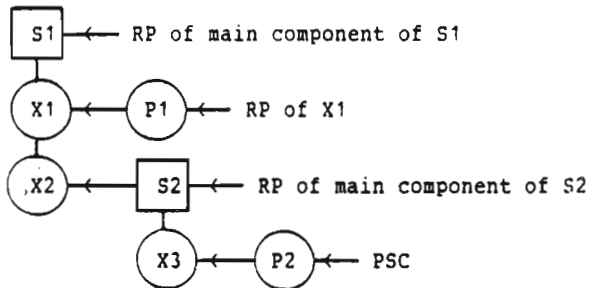 S1 RP of main component of S1
X1 P1 RP of X1
X2 S2 RP of main component of S2
X3 P2 PSC